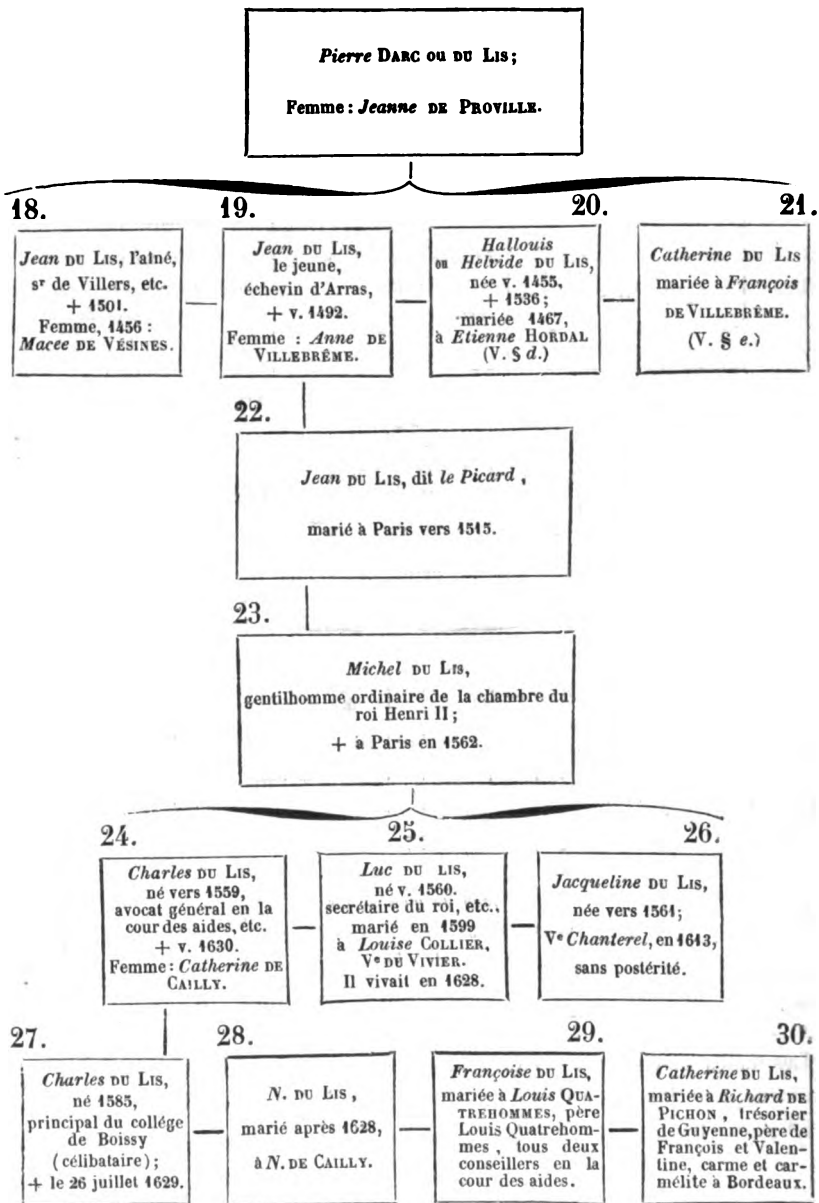 Pierre DARC ou DU LIS;
Femme: Jeanne DE PROVILLE.
18.
Jean DU LIS, l'aîné,
sr de Villers, etc.
+ 1501.
Femme, 1456 :
Macee DE VÉSINES.
19.
Jean DU LIS,
le jeune,
échevin d'Arras,
+ v. 1492.
Femme : Anne DE
VILLEBRÊME.
20.
Hallouis
ou Helvide DU LIS,
née v. 1455,
+ 1536;
mariée 1467,
à Etienne HORDAL
(V. § d.)
21.
Catherine DU LIS
mariée à François
DE VILLEBRÊME.
(V. § e.)
22.
Jean DU LIS, dit le Picard,
marié à Paris vers 1515.
23.
Michel DU LIS,
gentilhomme ordinaire de la chambre du
roi Henri II;
+ à Paris en 1562.
24.
Charles DU LIS,
né vers 1559,
avocat général en la
cour des aides, etc.
+ v. 1630.
Femme: Catherine DE
CAILLY.
25.
Luc DU LIS,
né v. 1560.
secrétaire du roi, etc.,
marié en 1599
à Louise COLLIER,
Ve DU VIVIER.
Il vivait en 1628.
26.
Jacqueline DU LIS,
née vers 1561;
Ve Chanterel, en 1613,
sans postérité.
27.
Charles DU LIS,
né 1585,
principal du collége
de Boissy
(célibataire);
+ le 26 juillet 1629.
28.
N. DU LIS,
marié après 1628,
à N. DE CAILLY.
29.
Françoise DU LIS,
mariée à Louis QUA-
TREHOMMES, père
Louis Quatrehom-
mes, tous deux
conseillers en la
cour des aides.
30.
Catherine DU LIS,
mariée à Richard DE
PICHON, trésorier
de Guyenne, père de
François et Valen-
tine, carme et car-
mélite à Bordeaux.